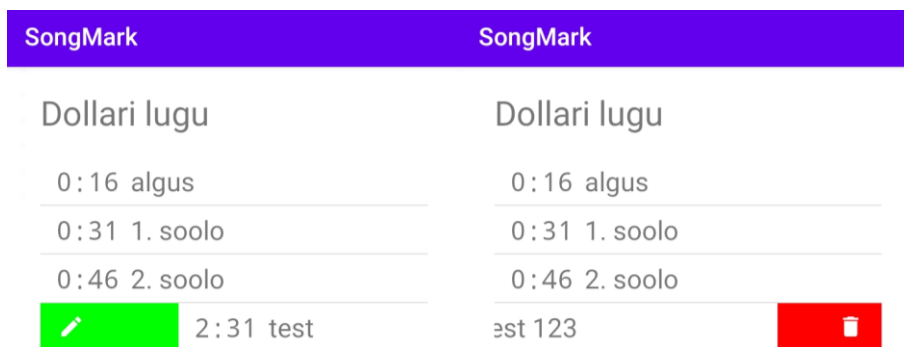 SongMark
Dollari lugu
0:16 algus
0:31 1. soolo
0:46 2. soolo
2:31 test
SongMark
Dollari lugu
0:16 algus
0:31 1. soolo
0:46 2. soolo
est 123